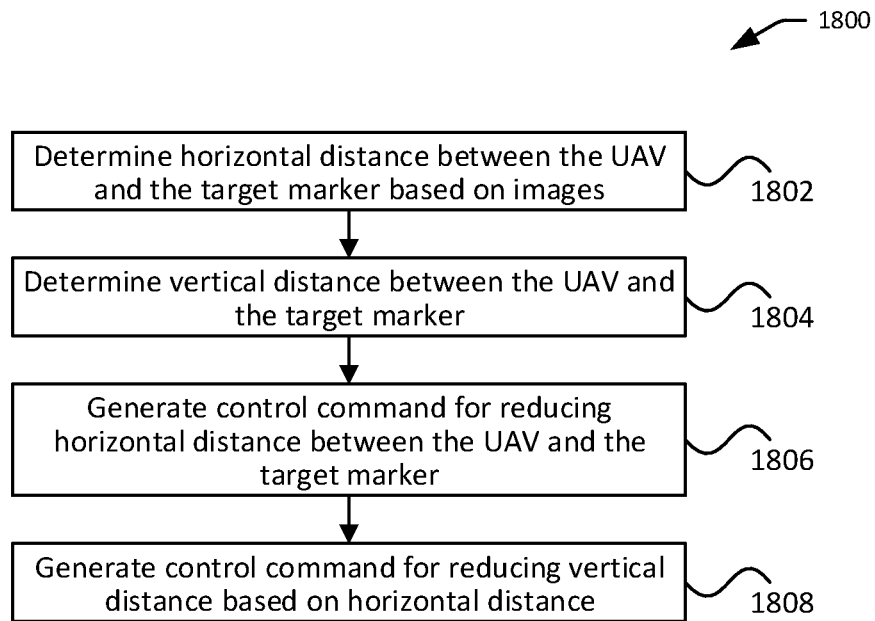 1800
Determine horizontal distance between the UAV
and the target marker based on images
1802
Determine vertical distance between the UAV and
the target marker
1804
Generate control command for reducing
horizontal distance between the UAV and the
target marker
1806
Generate control command for reducing vertical
distance based on horizontal distance
1808